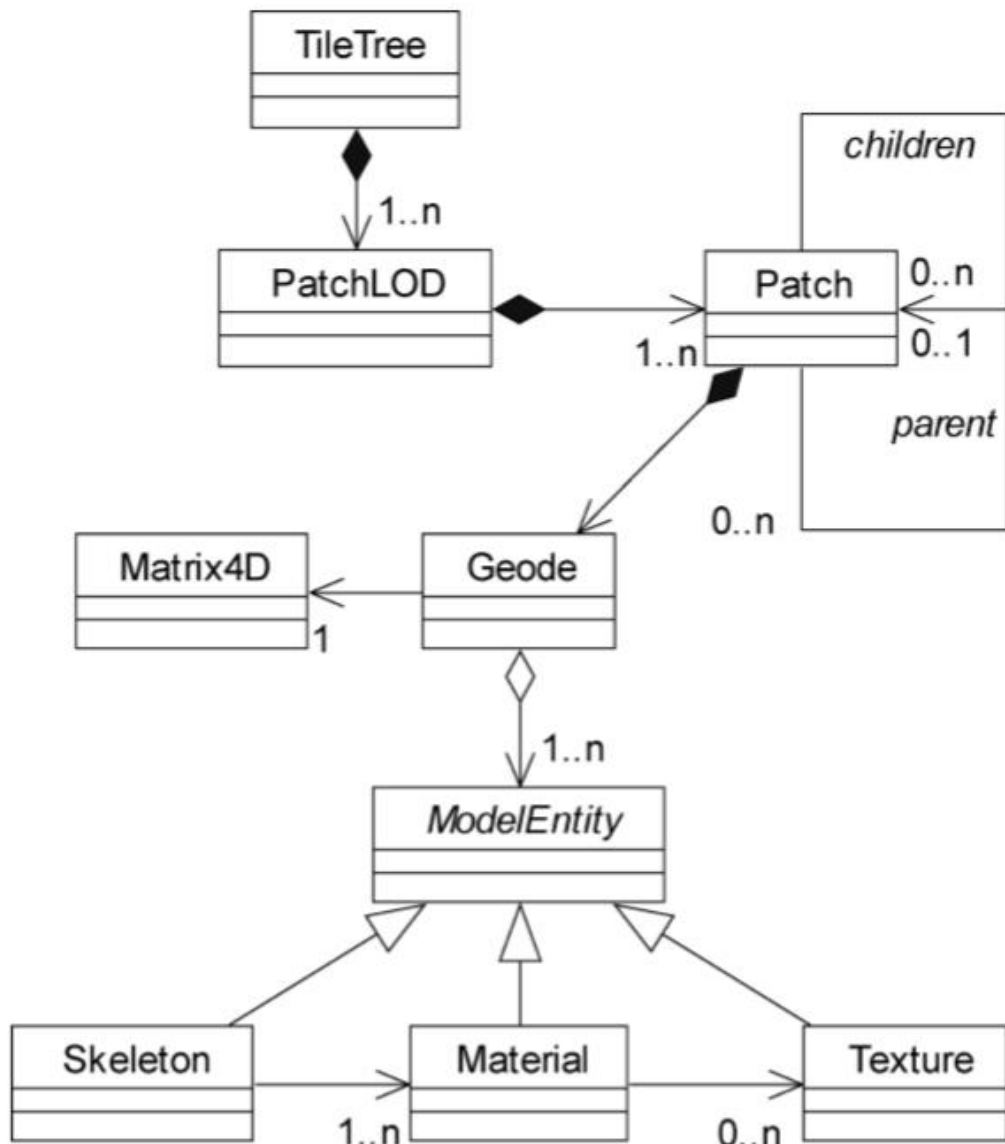 TileTree
children
1..n
PatchLOD
Patch
0..n
1..n
0..1
parent
0..n
Matrix4D
Geode
1
1..n
ModelEntity
Skeleton
Material
Texture
1..n
0..n